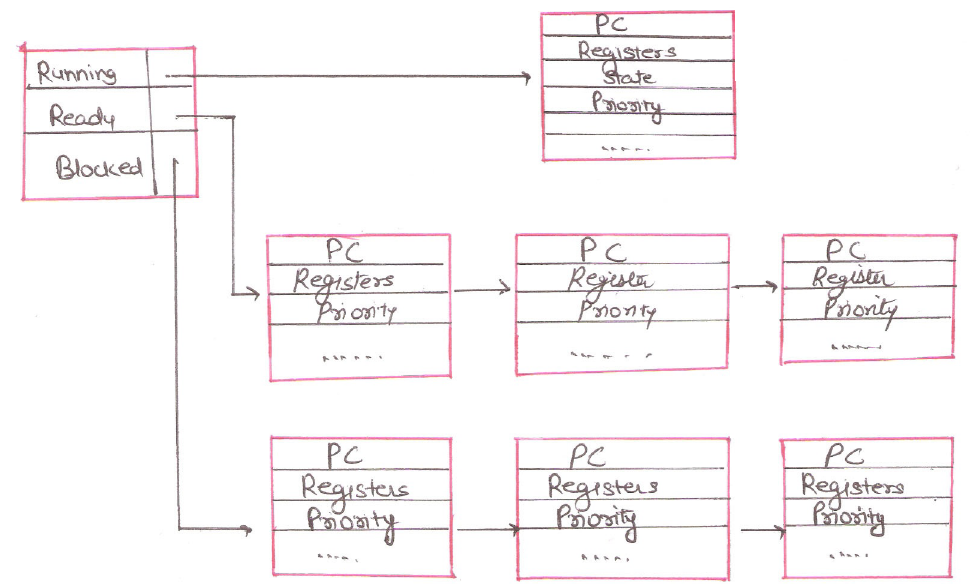 Running
Ready
Blocked
PC
Registers
State
Priority
.....
PC
Registers
Priority
......
PC
Register
Priority
......
PC
Register
Priority
......
PC
Registers
Priority
....
PC
Registers
Priority
....
PC
Registers
Priority
....